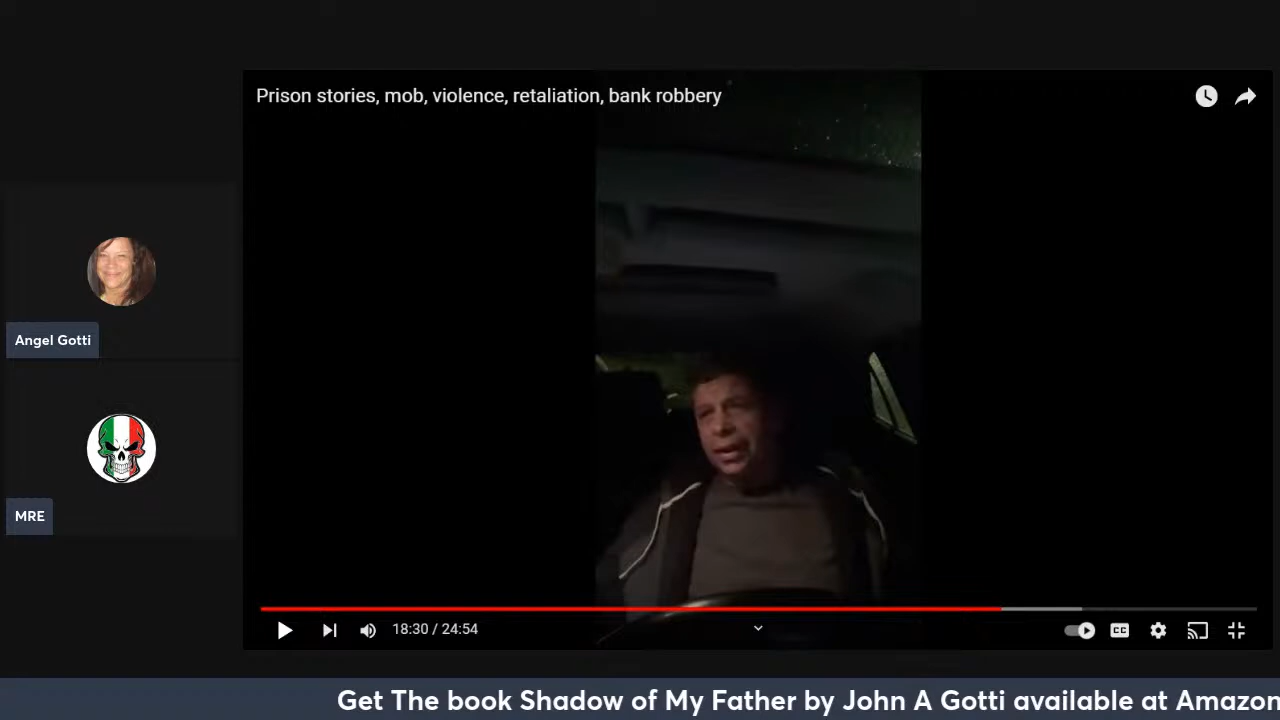 Prison stories, mob, violence, retaliation, bank robbery
Angel Gotti
MRE
18:30 / 24:54
CC
Get The book Shadow of My Father by John A Gotti available at Amazon